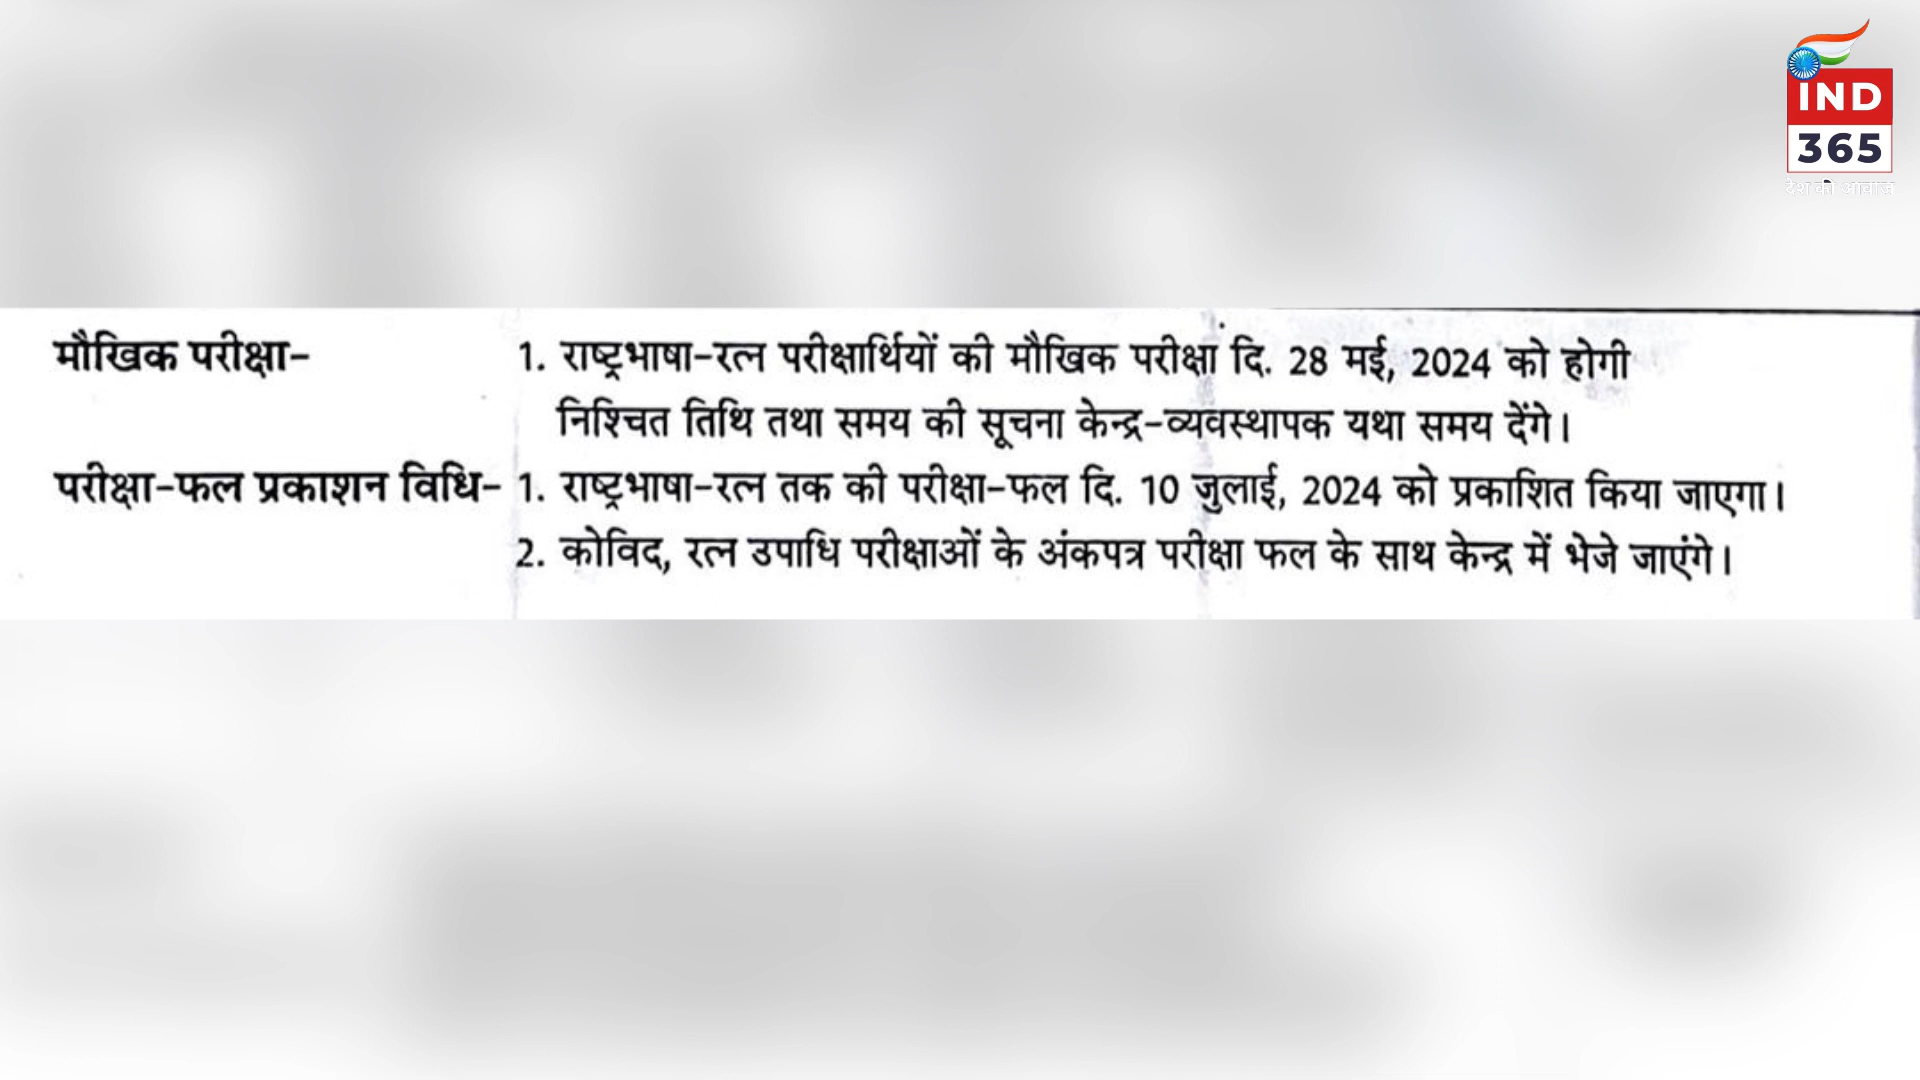 IND
365
देश की आवाज
मौखिक परीक्षा- 1. राष्ट्रभाषा-रत्न परीक्षार्थियों की मौखिक परीक्षा दि. 28 मई, 2024 को होगी
निश्चित तिथि तथा समय की सूचना केन्द्र-व्यवस्थापक यथा समय देंगे।
परीक्षा-फल प्रकाशन विधि- 1. राष्ट्रभाषा-रत्न तक की परीक्षा-फल दि. 10 जुलाई, 2024 को प्रकाशित किया जाएगा।
2. कोविद, रत्न उपाधि परीक्षाओं के अंकपत्र परीक्षा फल के साथ केन्द्र में भेजे जाएंगे।